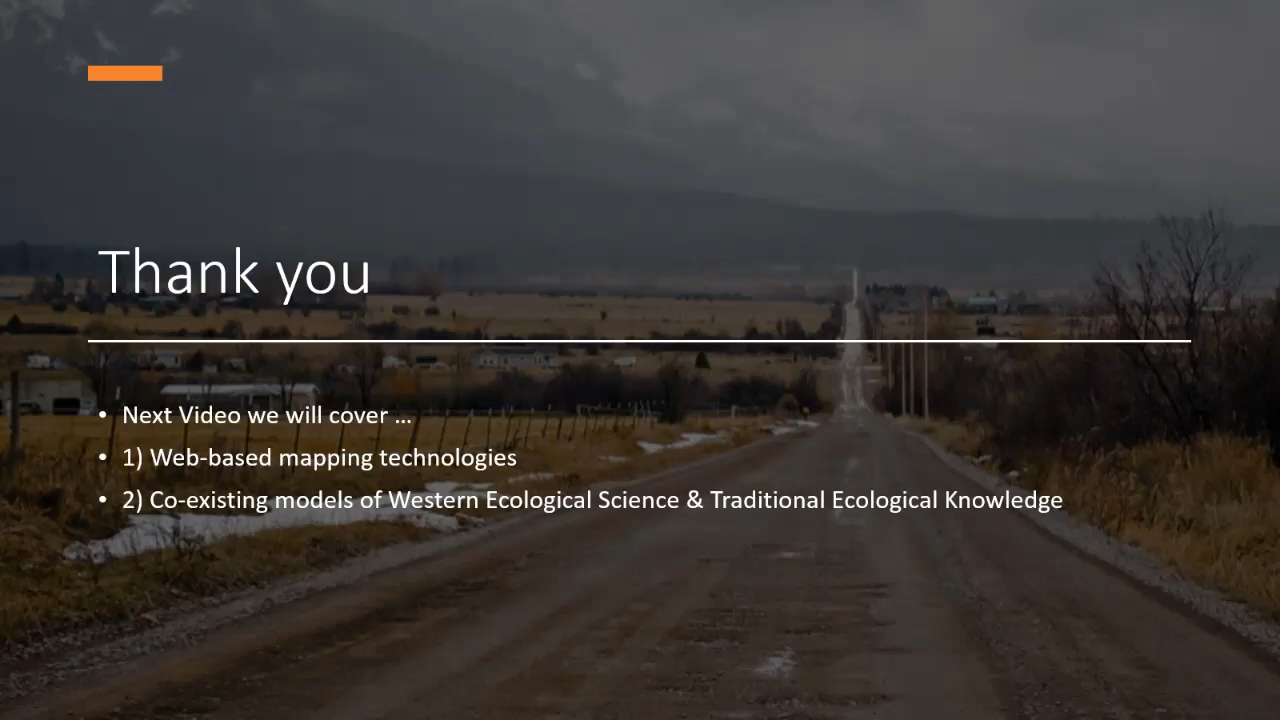 Thank you
• Next Video we will cover …
• 1) Web-based mapping technologies
• 2) Co-existing models of Western Ecological Science & Traditional Ecological Knowledge